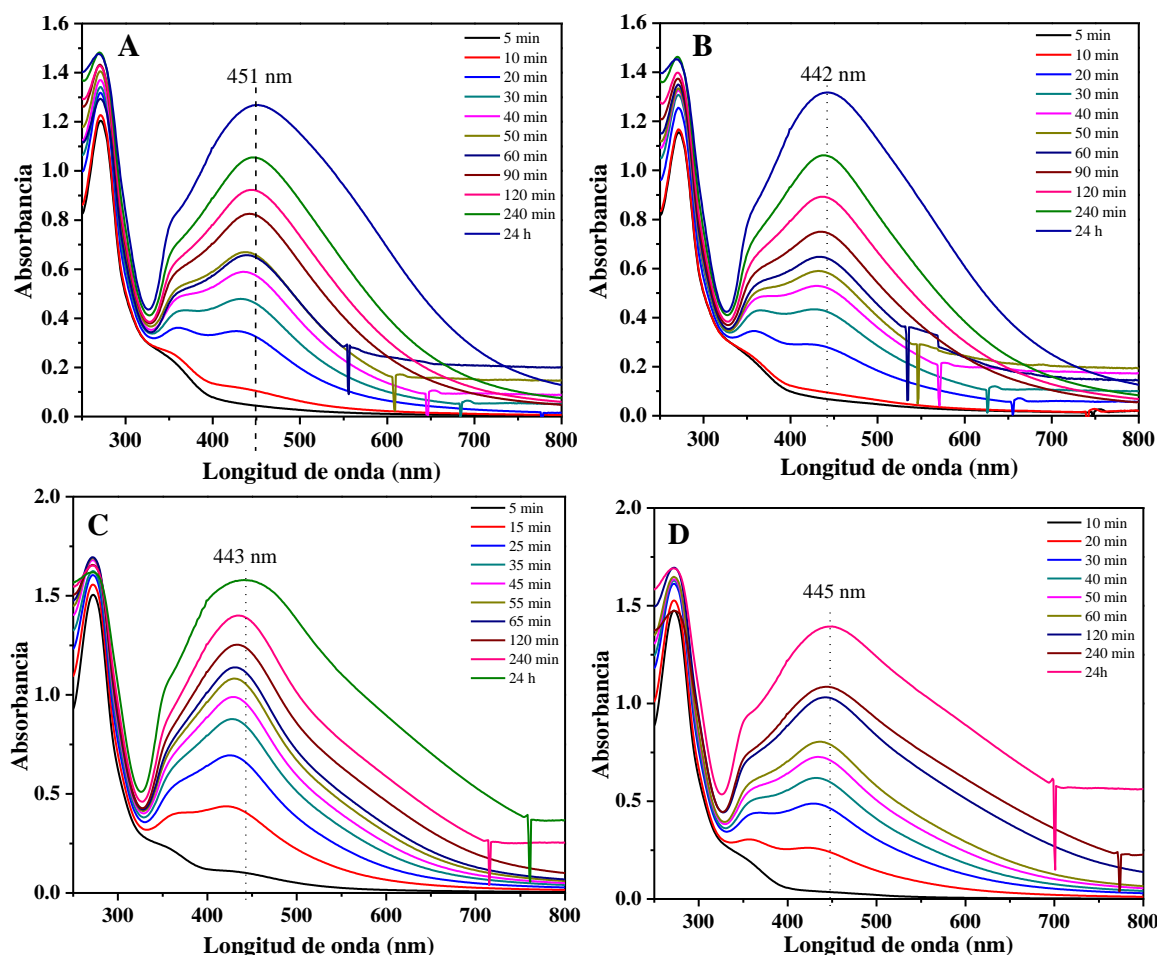 A
451 nm
5 min
10 min
20 min
30 min
40 min
50 min
60 min
90 min
120 min
240 min
24 h
1.6
1.4
1.2
1.0
0.8
0.6
0.4
0.2
0.0
Absorbancia
300 400 500 600 700 800
Longitud de onda (nm)
B
442 nm
5 min
10 min
20 min
30 min
40 min
50 min
60 min
90 min
120 min
240 min
24 h
1.6
1.4
1.2
1.0
0.8
0.6
0.4
0.2
0.0
Absorbancia
300 400 500 600 700 800
Longitud de onda (nm)
C
443 nm
5 min
15 min
25 min
35 min
45 min
55 min
65 min
120 min
240 min
24 h
2.0
1.5
1.0
0.5
0.0
Absorbancia
300 400 500 600 700 800
Longitud de onda (nm)
D
445 nm
10 min
20 min
30 min
40 min
50 min
60 min
120 min
240 min
24h
2.0
1.5
1.0
0.5
0.0
Absorbancia
300 400 500 600 700 800
Longitud de onda (nm)